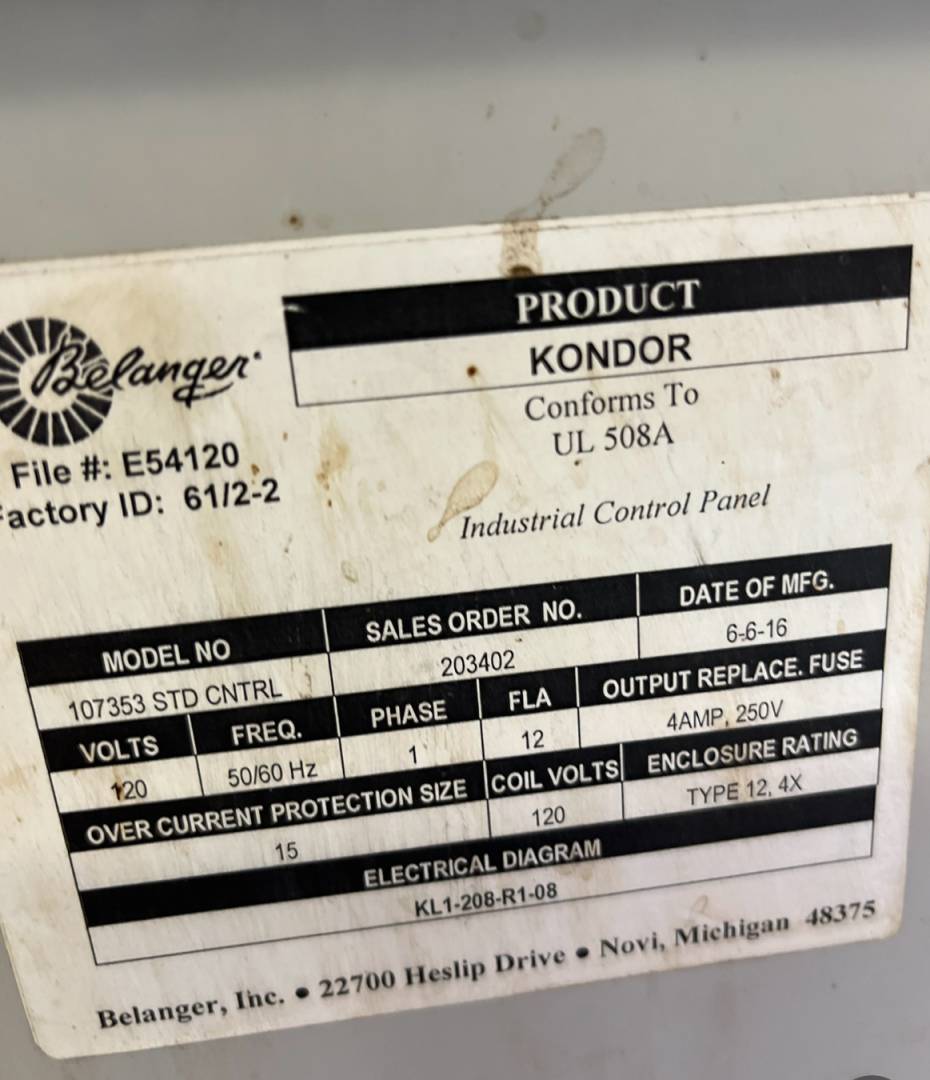 PRODUCT
KONDOR
Belanger
Conforms To
UL 508A
File #: E54120
Factory ID: 61/2-2
Industrial Control Panel
MODEL NO SALES ORDER NO. DATE OF MFG.
107353 STD CNTRL 203402 6-6-16
VOLTS FREQ. PHASE FLA OUTPUT REPLACE. FUSE
120 50/60 Hz 1 12 4AMP, 250V
OVER CURRENT PROTECTION SIZE COIL VOLTS ENCLOSURE RATING
15 120 TYPE 12, 4X
ELECTRICAL DIAGRAM
KL1-208-R1-08
Belanger, Inc. • 22700 Heslip Drive • Novi, Michigan 48375